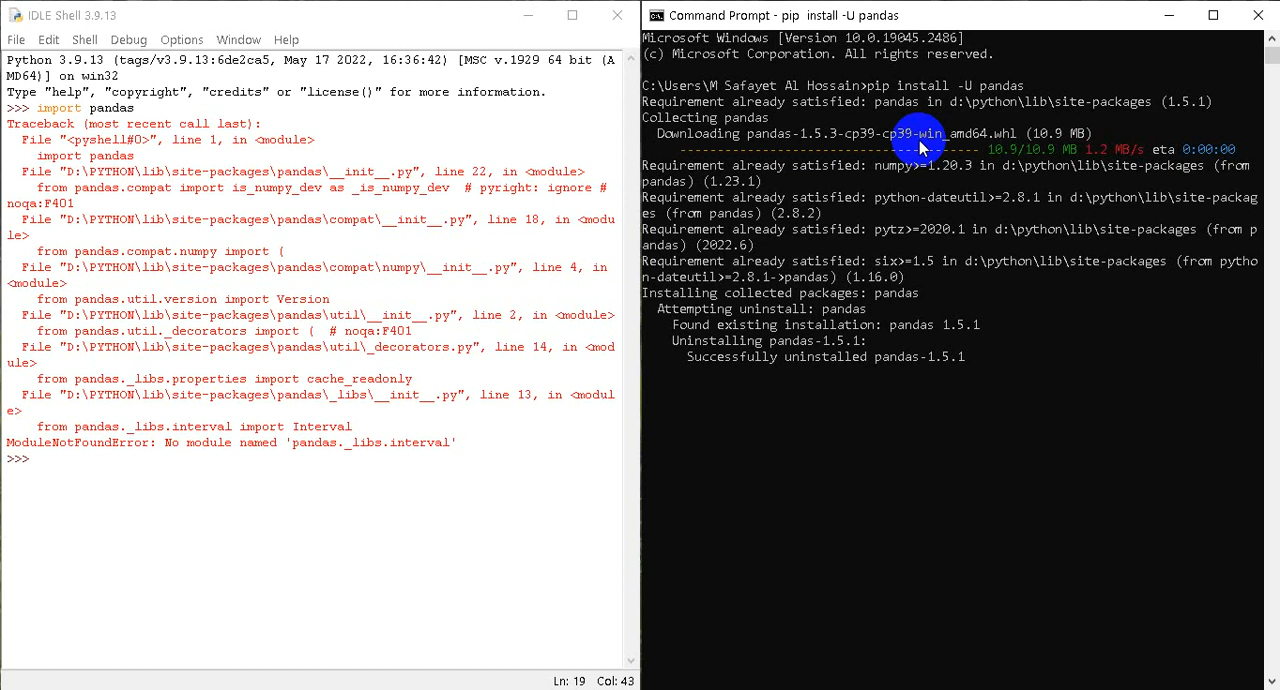 IDLE Shell 3.9.13
File Edit Shell Debug Options Window Help
Python 3.9.13 (tags/v3.9.13:6de2ca5, May 17 2022, 16:36:42) [MSC v.1929 64 bit (A
MD64)] on win32
Type "help", "copyright", "credits" or "license()" for more information.
>>> import pandas
Traceback (most recent call last):
  File "<pyshell#0>", line 1, in <module>
    import pandas
  File "D:\PYTHON\lib\site-packages\pandas\__init__.py", line 22, in <module>
    from pandas.compat import is_numpy_dev as _is_numpy_dev  # pyright: ignore #
noqa:F401
  File "D:\PYTHON\lib\site-packages\pandas\compat\__init__.py", line 18, in <modu
le>
    from pandas.compat.numpy import (
  File "D:\PYTHON\lib\site-packages\pandas\compat\numpy\__init__.py", line 4, in
<module>
    from pandas.util.version import Version
  File "D:\PYTHON\lib\site-packages\pandas\util\__init__.py", line 2, in <module>
    from pandas.util._decorators import (  # noqa:F401
  File "D:\PYTHON\lib\site-packages\pandas\util\_decorators.py", line 14, in <mod
ule>
    from pandas._libs.properties import cache_readonly
  File "D:\PYTHON\lib\site-packages\pandas\_libs\__init__.py", line 13, in <modul
e>
    from pandas._libs.interval import Interval
ModuleNotFoundError: No module named 'pandas._libs.interval'
>>>
Ln: 19 Col: 43
Command Prompt - pip  install -U pandas
Microsoft Windows [Version 10.0.19045.2486]
(c) Microsoft Corporation. All rights reserved.
C:\Users\M Safayet Al Hossain>pip install -U pandas
Requirement already satisfied: pandas in d:\python\lib\site-packages (1.5.1)
Collecting pandas
  Downloading pandas-1.5.3-cp39-cp39-win_amd64.whl (10.9 MB)
     ---------------------------------------- 10.9/10.9 MB 1.2 MB/s eta 0:00:00
Requirement already satisfied: numpy>=1.20.3 in d:\python\lib\site-packages (from
pandas) (1.23.1)
Requirement already satisfied: python-dateutil>=2.8.1 in d:\python\lib\site-packag
es (from pandas) (2.8.2)
Requirement already satisfied: pytz>=2020.1 in d:\python\lib\site-packages (from p
andas) (2022.6)
Requirement already satisfied: six>=1.5 in d:\python\lib\site-packages (from pytho
n-dateutil>=2.8.1->pandas) (1.16.0)
Installing collected packages: pandas
  Attempting uninstall: pandas
    Found existing installation: pandas 1.5.1
    Uninstalling pandas-1.5.1:
      Successfully uninstalled pandas-1.5.1